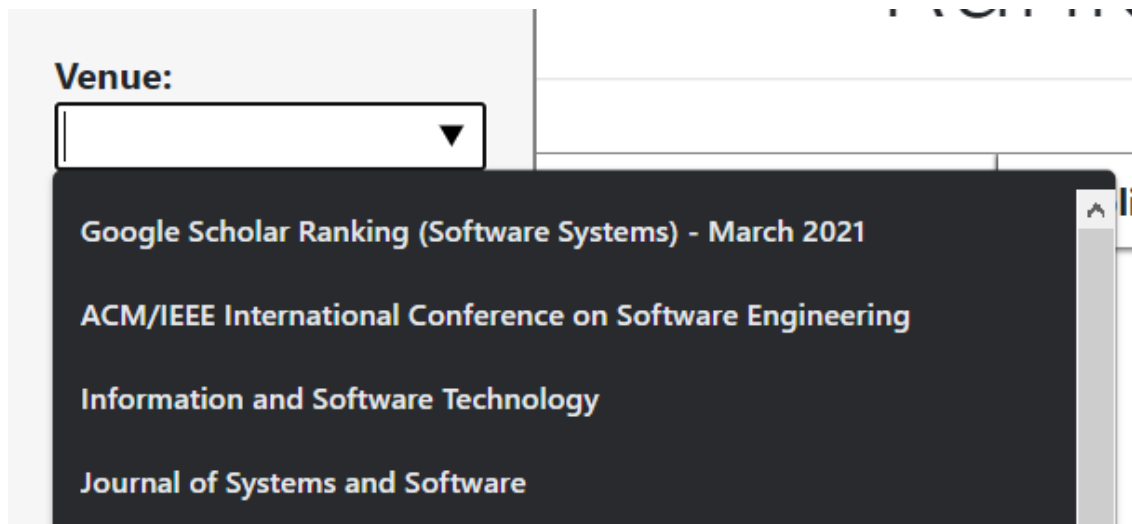 Venue:
Google Scholar Ranking (Software Systems) - March 2021
ACM/IEEE International Conference on Software Engineering
Information and Software Technology
Journal of Systems and Software